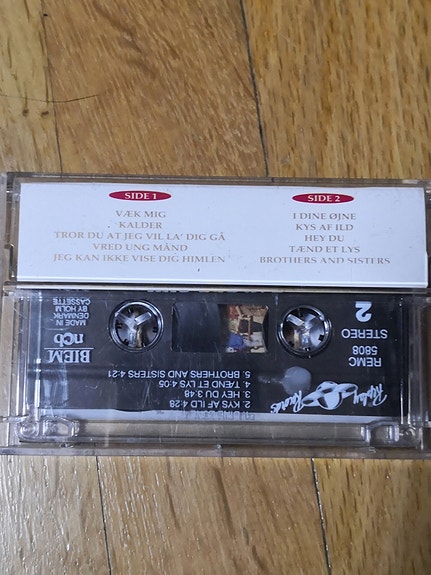 SIDE 1
VÆK MIG
KALDER
TROR DU AT JEG VIL LA' DIG GÅ
VRED UNG MÅND
JEG KAN IKKE VISE DIG HIMLEN
SIDE 2
I DINE ØJNE
KYS AF ILD
HEY DU
TÆND ET LYS
BROTHERS AND SISTERS
Replay Records
2. KYS AF ILD 4:28
3. HEY DU 3:48
4. TÆND ET LYS 4:05
5. BROTHERS AND SISTERS 4:21
REMC
5808
STEREO
2
BIEM
ncb
MADE IN
DENMARK
BY HOLM
CASSETTE